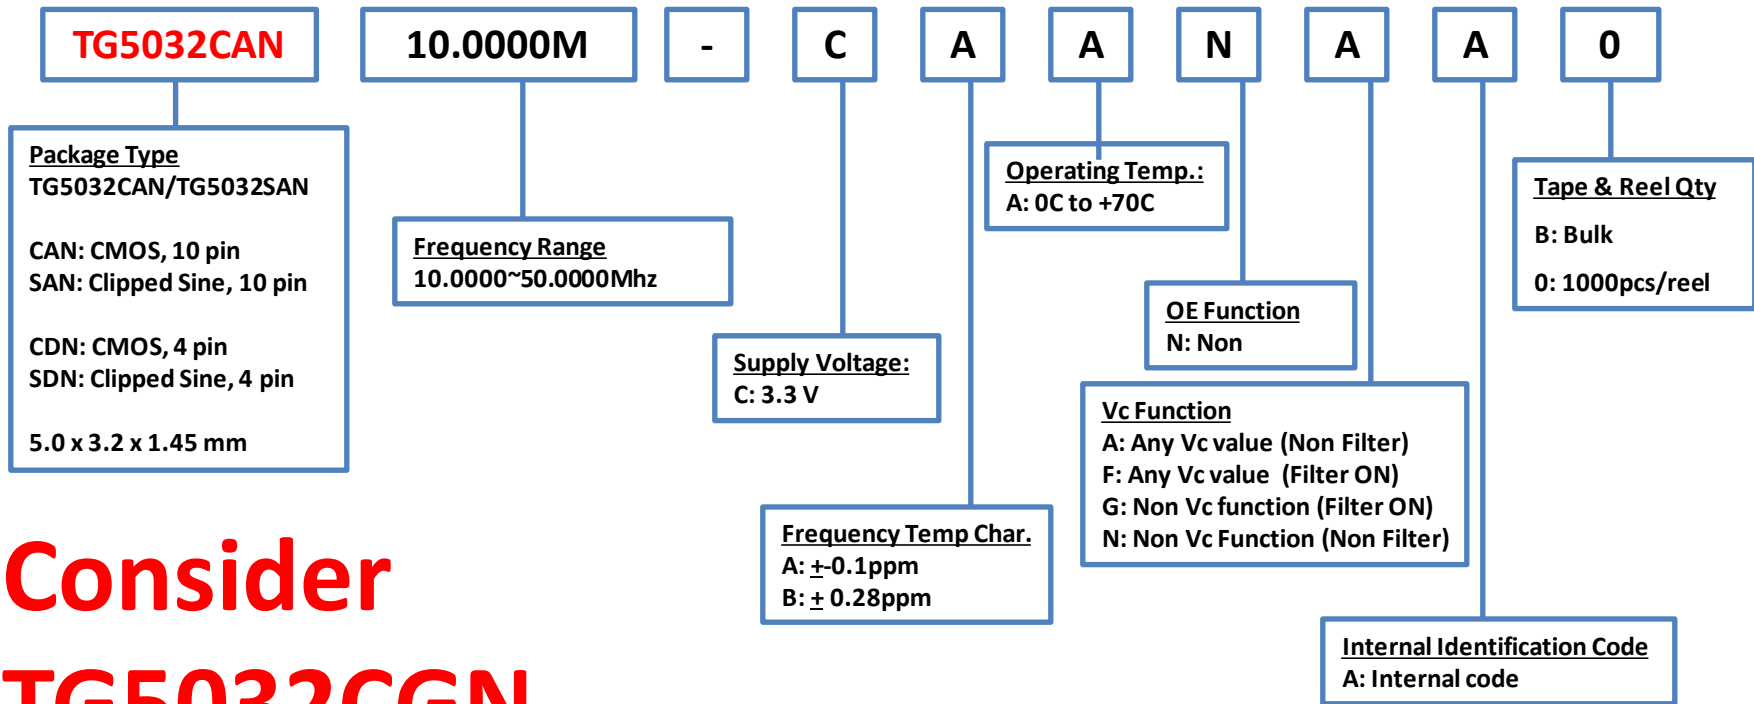 TG5032CAN 10.0000M - C A A N A A 0
Package Type
TG5032CAN/TG5032SAN
CAN: CMOS, 10 pin
SAN: Clipped Sine, 10 pin
CDN: CMOS, 4 pin
SDN: Clipped Sine, 4 pin
5.0 x 3.2 x 1.45 mm
Frequency Range
10.0000~50.0000Mhz
Supply Voltage:
C: 3.3 V
Frequency Temp Char.
A: +-0.1ppm
B: + 0.28ppm
Operating Temp.:
A: 0C to +70C
OE Function
N: Non
Vc Function
A: Any Vc value (Non Filter)
F: Any Vc value (Filter ON)
G: Non Vc function (Filter ON)
N: Non Vc Function (Non Filter)
Internal Identification Code
A: Internal code
Tape & Reel Qty
B: Bulk
0: 1000pcs/reel
Consider
TG5032CGN